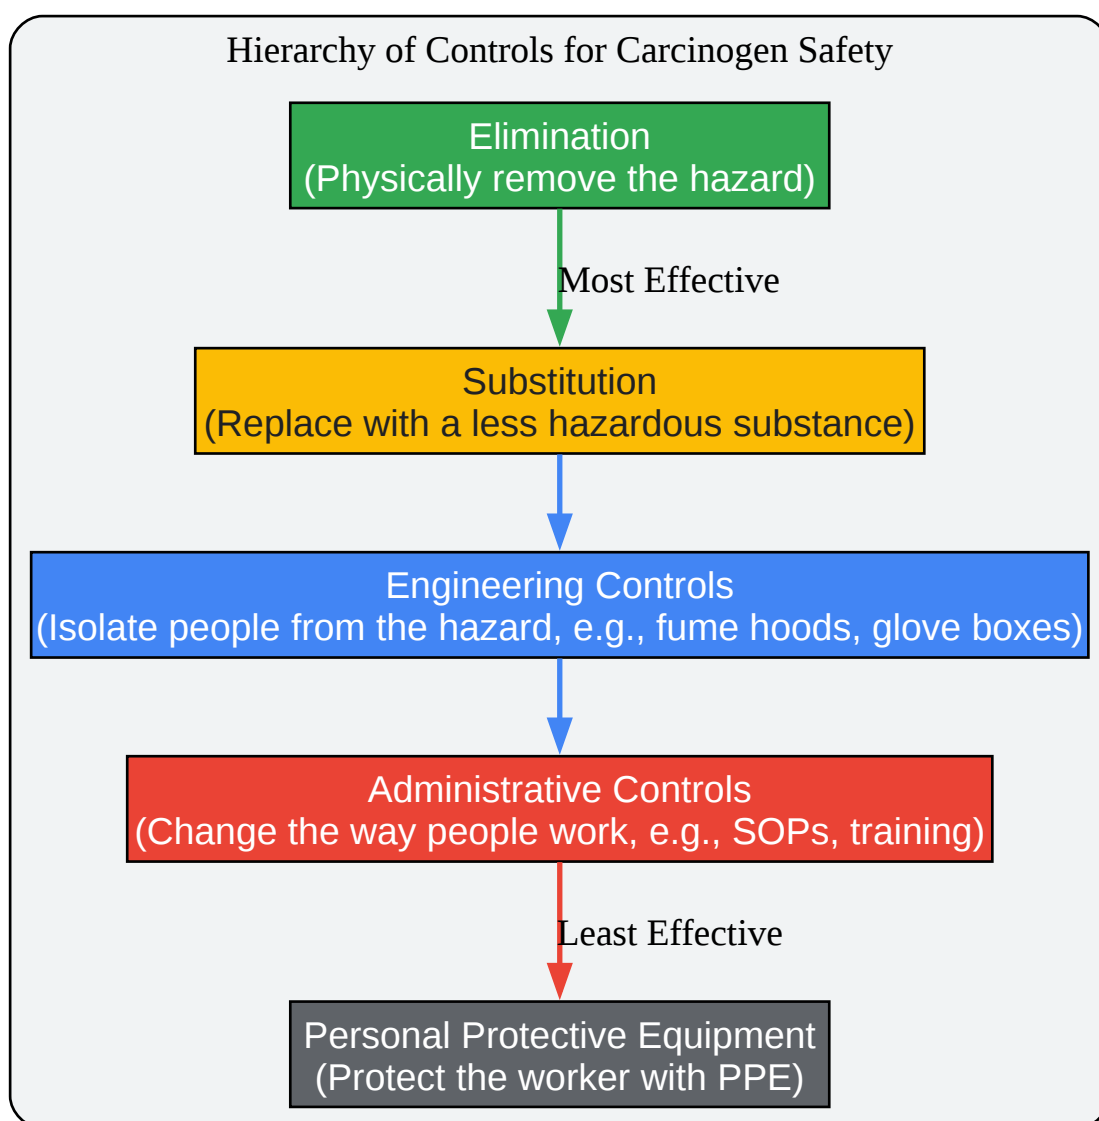 Hierarchy of Controls for Carcinogen Safety
Elimination
(Physically remove the hazard)
Most Effective
Substitution
(Replace with a less hazardous substance)
Engineering Controls
(Isolate people from the hazard, e.g., fume hoods, glove boxes)
Administrative Controls
(Change the way people work, e.g., SOPs, training)
Least Effective
Personal Protective Equipment
(Protect the worker with PPE)